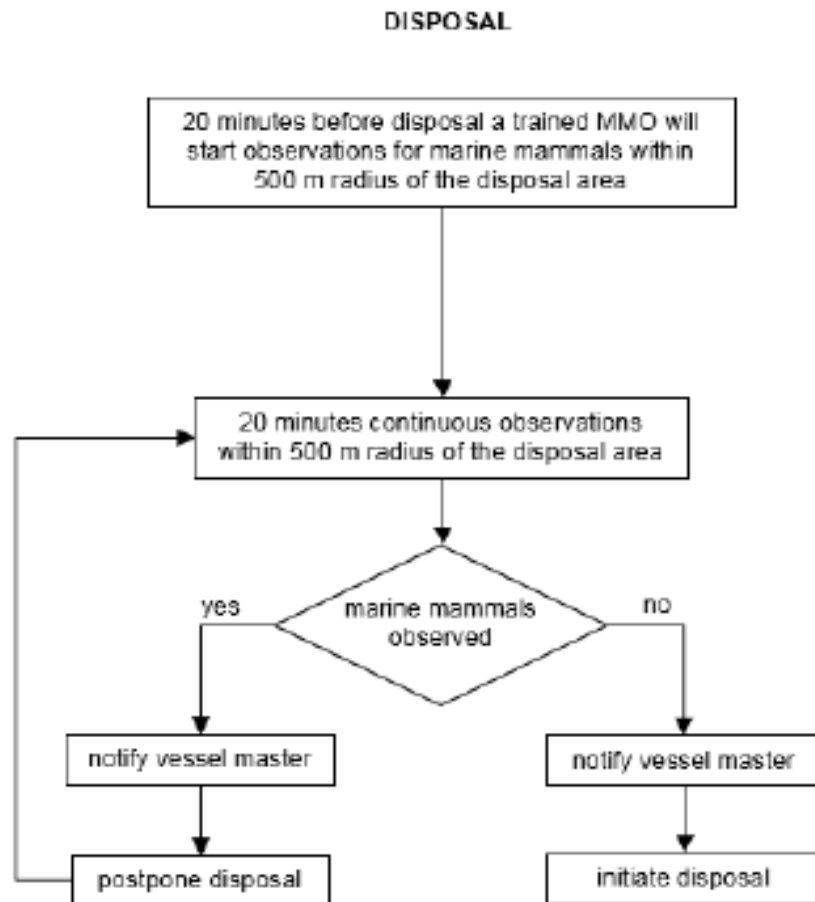 DISPOSAL
20 minutes before disposal a trained MMO will
start observations for marine mammals within
500 m radius of the disposal area
20 minutes continuous observations
within 500 m radius of the disposal area
marine mammals
observed
yes
no
notify vessel master
notify vessel master
postpone disposal
initiate disposal